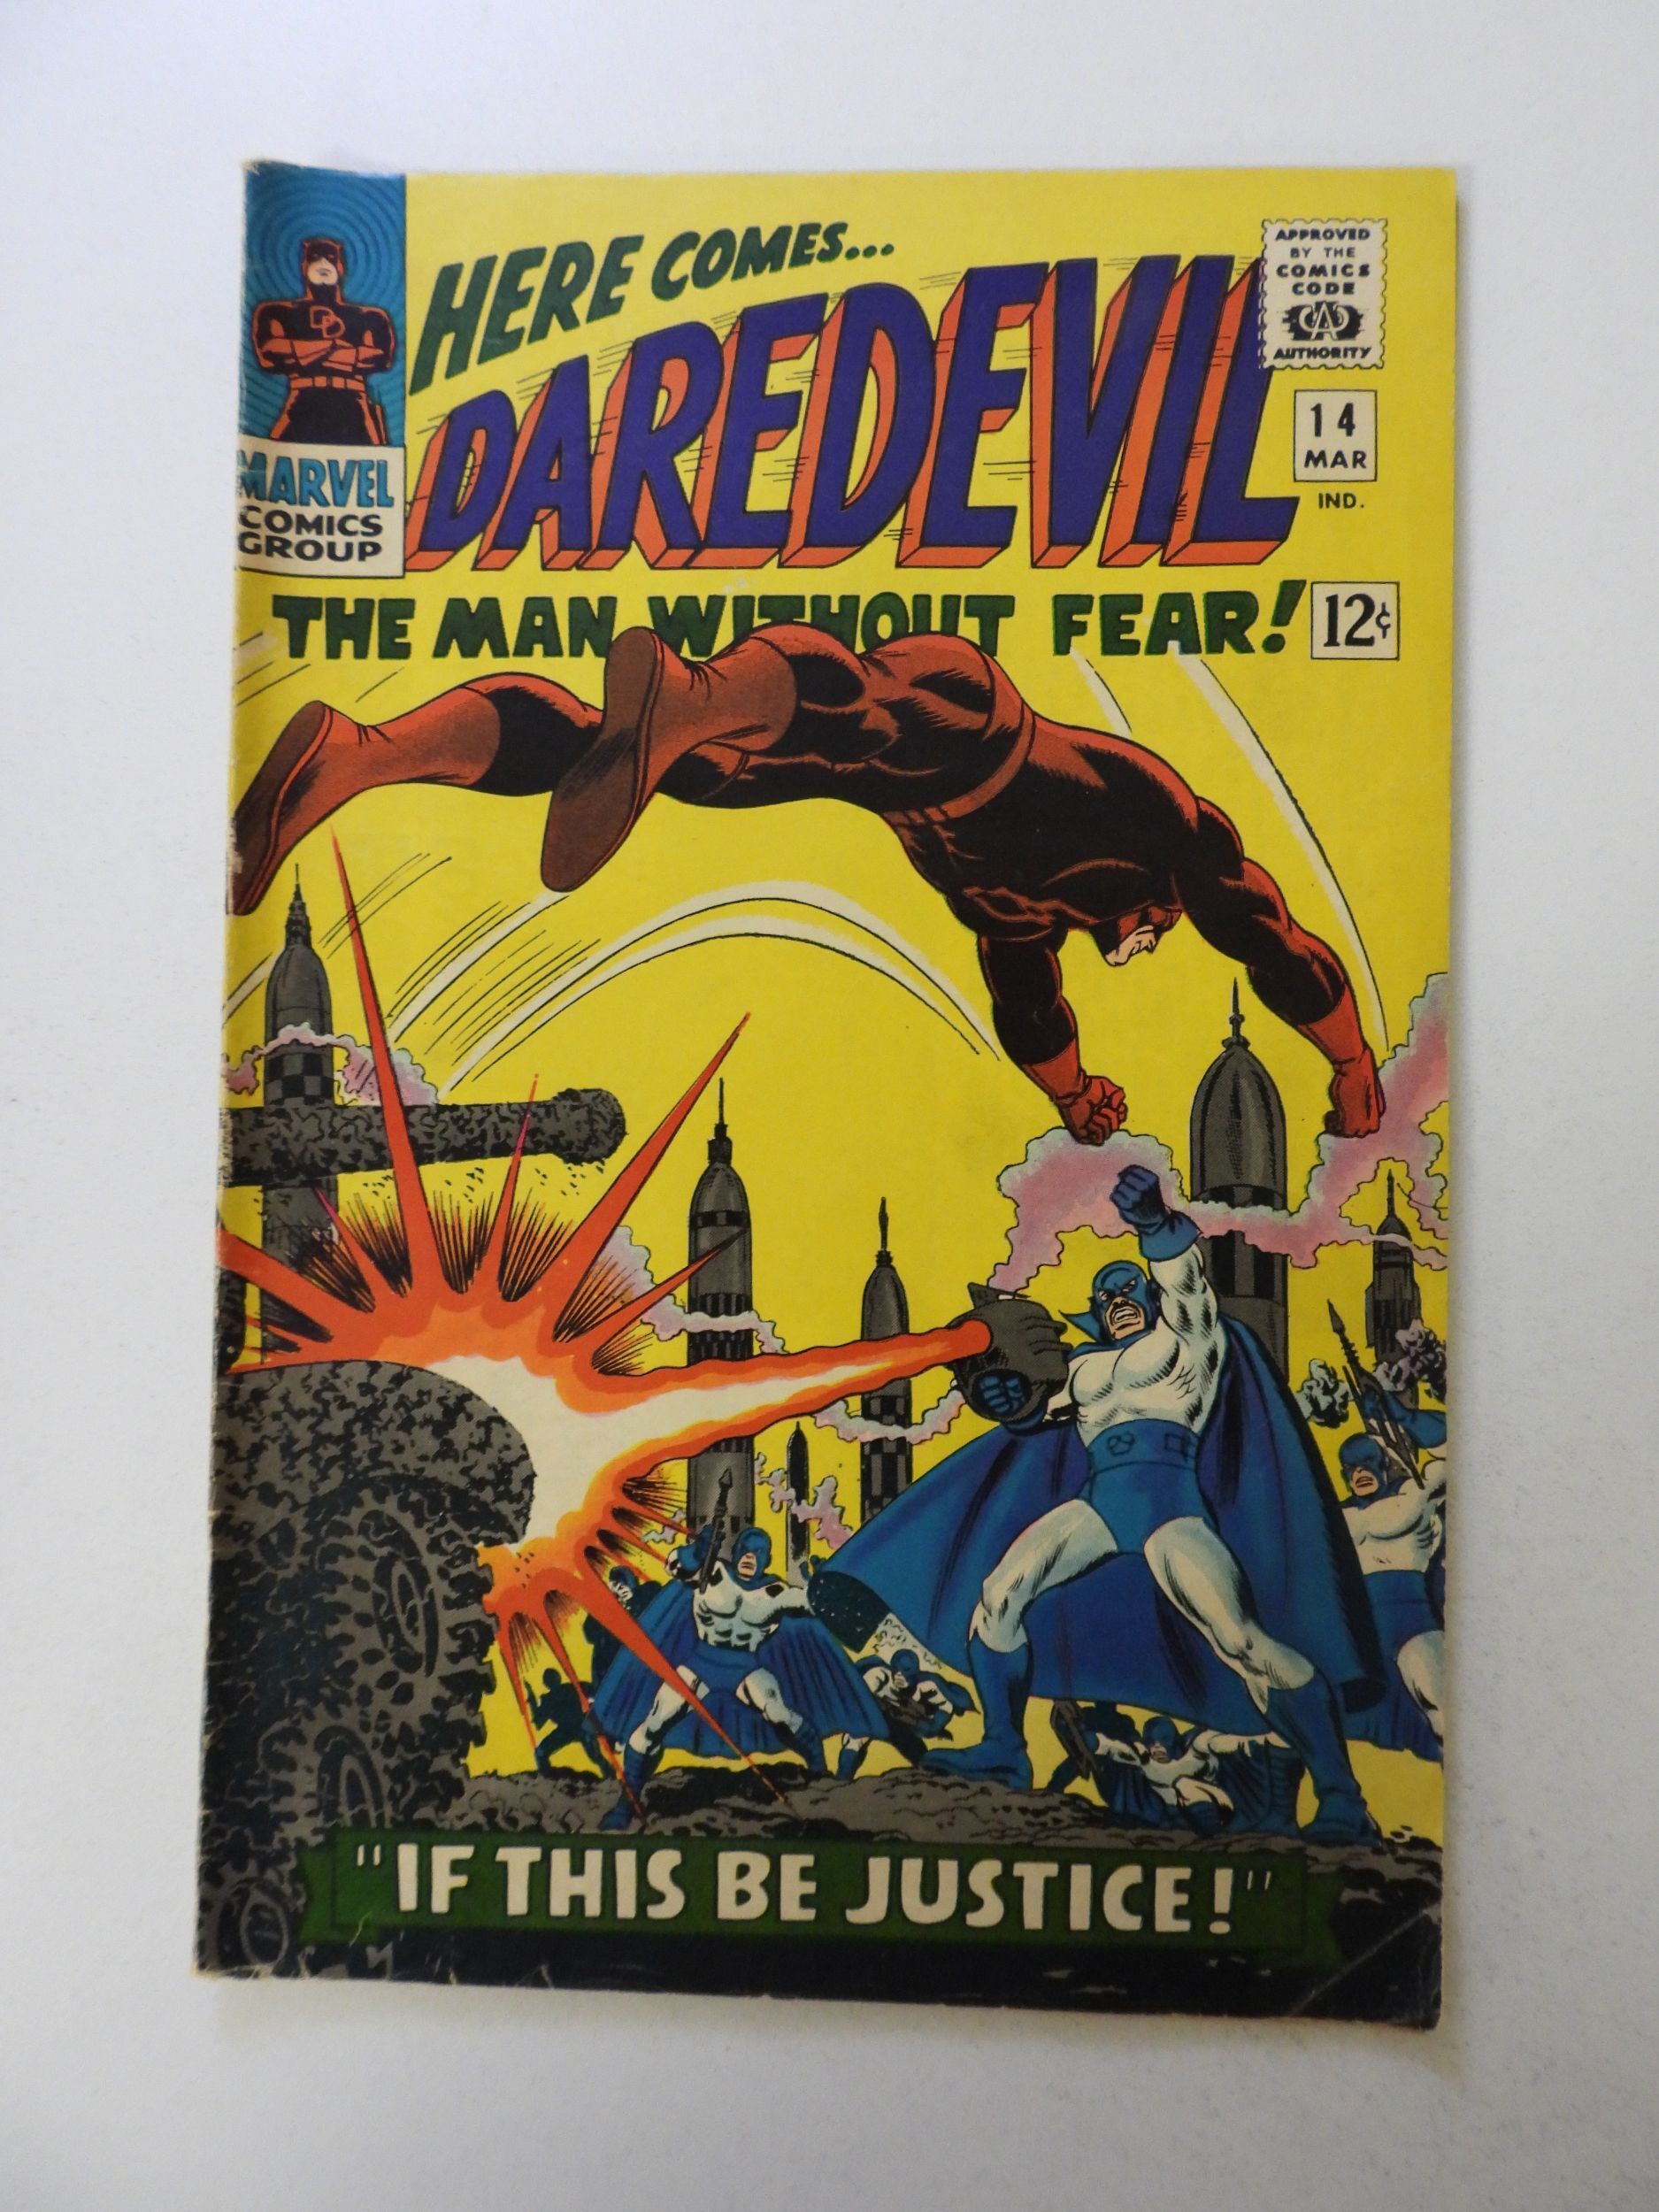 HERE COMES...
DAREDEVIL
THE MAN WITHOUT FEAR!
DD
MARVEL
COMICS
GROUP
APPROVED
BY THE
COMICS
CODE
CA
AUTHORITY
14
MAR
IND.
12¢
"IF THIS BE JUSTICE!"